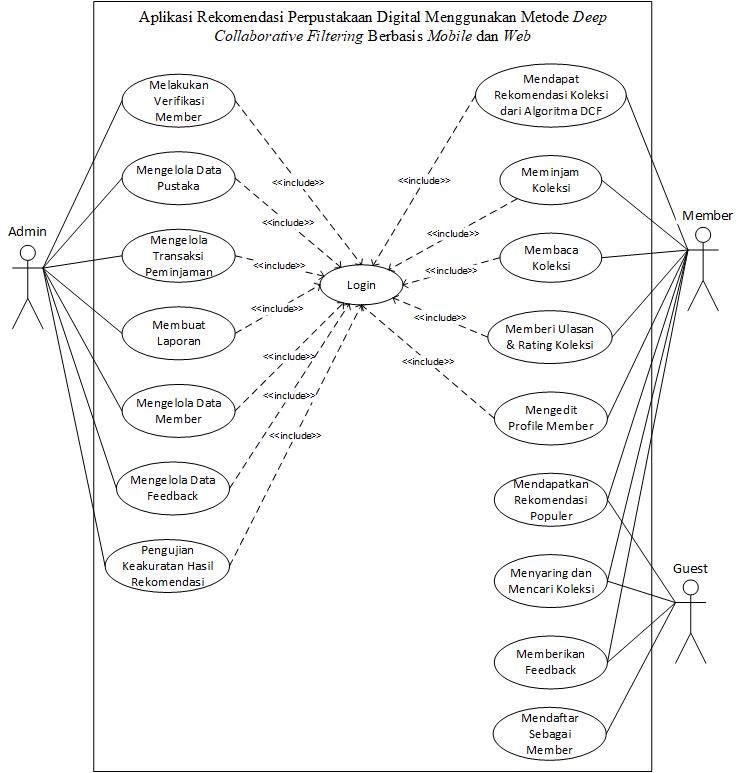 Aplikasi Rekomendasi Perpustakaan Digital Menggunakan Metode Deep
Collaborative Filtering Berbasis Mobile dan Web
Admin
Melakukan
Verifikasi
Member
Mengelola Data
Pustaka
Mengelola
Transaksi
Peminjaman
Membuat
Laporan
Mengelola Data
Member
Mengelola Data
Feedback
Pengujian
Keakuratan Hasil
Rekomendasi
<<include>>
<<include>>
<<include>>
<<include>>
<<include>>
<<include>>
<<include>>
Login
<<include>>
<<include>>
<<include>>
<<include>>
<<include>>
Mendapat
Rekomendasi Koleksi
dari Algoritma DCF
Meminjam
Koleksi
Membaca
Koleksi
Memberi Ulasan
& Rating Koleksi
Mengedit
Profile Member
Mendapatkan
Rekomendasi
Populer
Menyaring dan
Mencari Koleksi
Memberikan
Feedback
Mendaftar
Sebagai
Member
Member
Guest